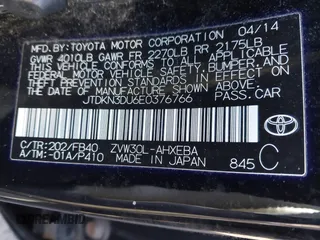 MFD.BY:TOYOTA MOTOR CORPORATION 04/14
GVWR 4010LB GAWR FR 2270LB RR 2175LB
THIS VEHICLE CONFORMS TO ALL APPLICABLE
FEDERAL MOTOR VEHICLE SAFETY, BUMPER, AND
THEFT PREVENTION STANDARDS IN EFFECT ON
THE DATE OF MANUFACTURE SHOWN ABOVE.
JTDKN3DU6E0376766 PASS. CAR
C/TR:202/FB40 ZVW30L-AHXEBA
A/TM:-01A/P410 MADE IN JAPAN 845 C
TOYOTA